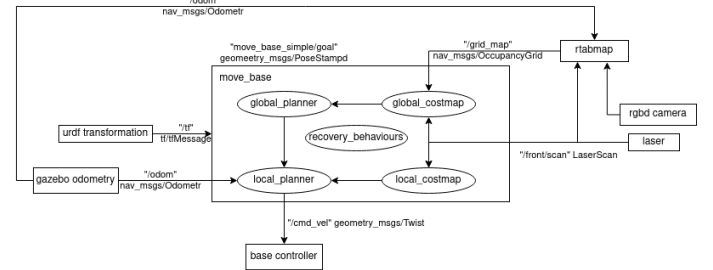 "/odom"
nav_msgs/Odometr
"/grid_map"
nav_msgs/OccupancyGrid
rtabmap
"move_base_simple/goal"
geomeetry_msgs/PoseStampd
move_base
global_planner
global_costmap
rgbd camera
urdf transformation
"/tf"
tf/tfMessage
recovery_behaviours
laser
"/front/scan" LaserScan
gazebo odometry
"/odom"
nav_msgs/Odometr
local_planner
local_costmap
"/cmd_vel" geometry_msgs/Twist
base controller